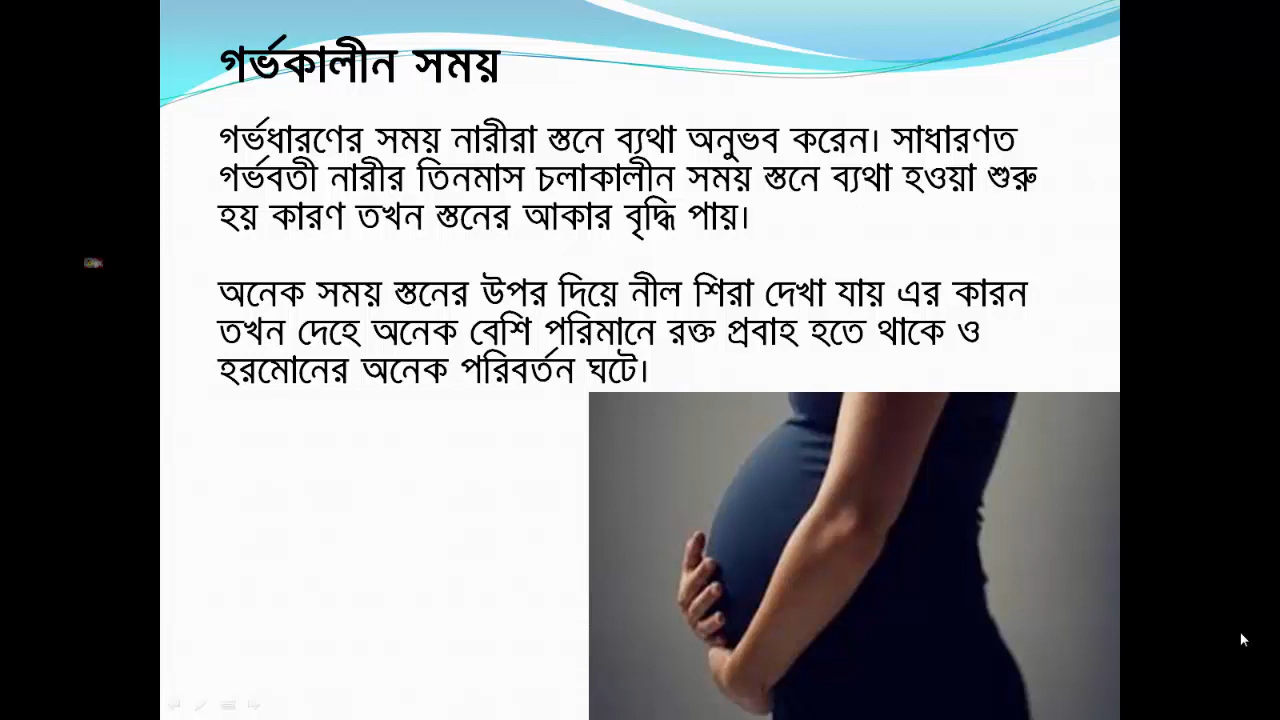 গর্ভকালীন সময়
গর্ভধারণের সময় নারীরা স্তনে ব্যথা অনুভব করেন। সাধারণত
গর্ভবতী নারীর তিনমাস চলাকালীন সময় স্তনে ব্যথা হওয়া শুরু
হয় কারণ তখন স্তনের আকার বৃদ্ধি পায়।
অনেক সময় স্তনের উপর দিয়ে নীল শিরা দেখা যায় এর কারন
তখন দেহে অনেক বেশি পরিমানে রক্ত প্রবাহ হতে থাকে ও
হরমোনের অনেক পরিবর্তন ঘটে।